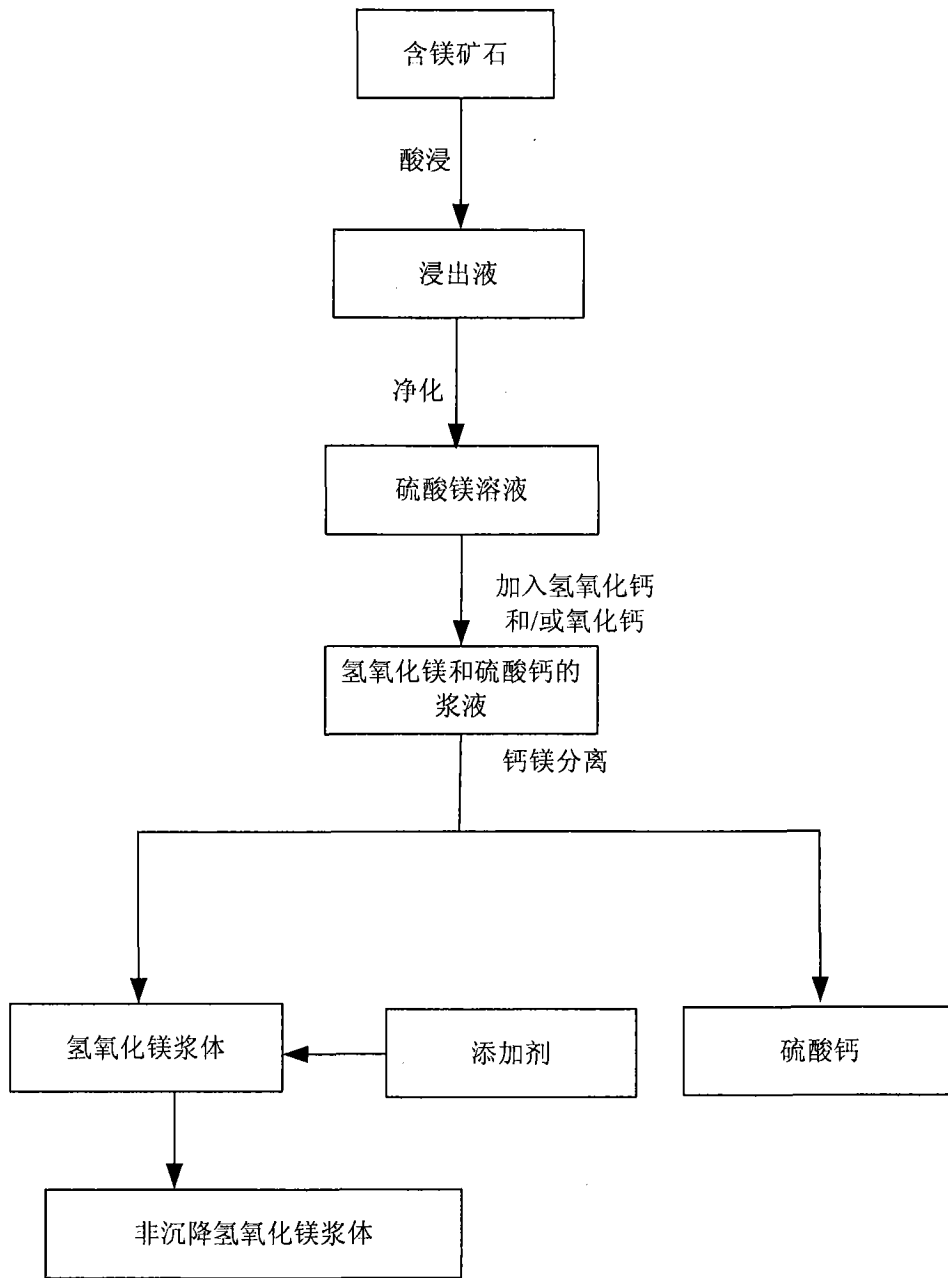 含镁矿石
酸浸
浸出液
净化
硫酸镁溶液
加入氢氧化钙
和/或氧化钙
氢氧化镁和硫酸钙的
浆液
钙镁分离
氢氧化镁浆体
添加剂
硫酸钙
非沉降氢氧化镁浆体